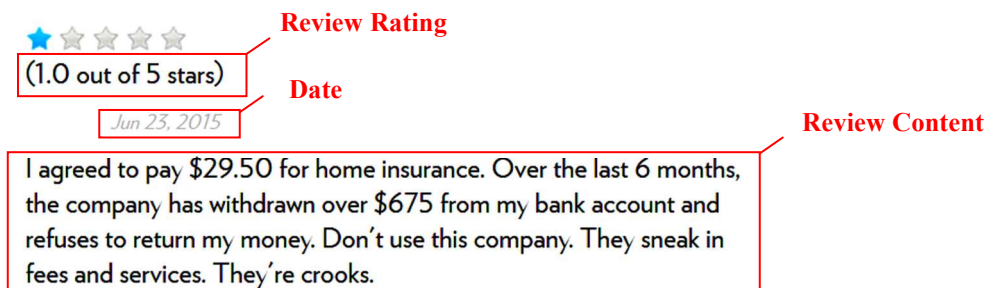 Review Rating
(1.0 out of 5 stars)
Date
Jun 23, 2015
Review Content
I agreed to pay $29.50 for home insurance. Over the last 6 months,
the company has withdrawn over $675 from my bank account and
refuses to return my money. Don't use this company. They sneak in
fees and services. They're crooks.